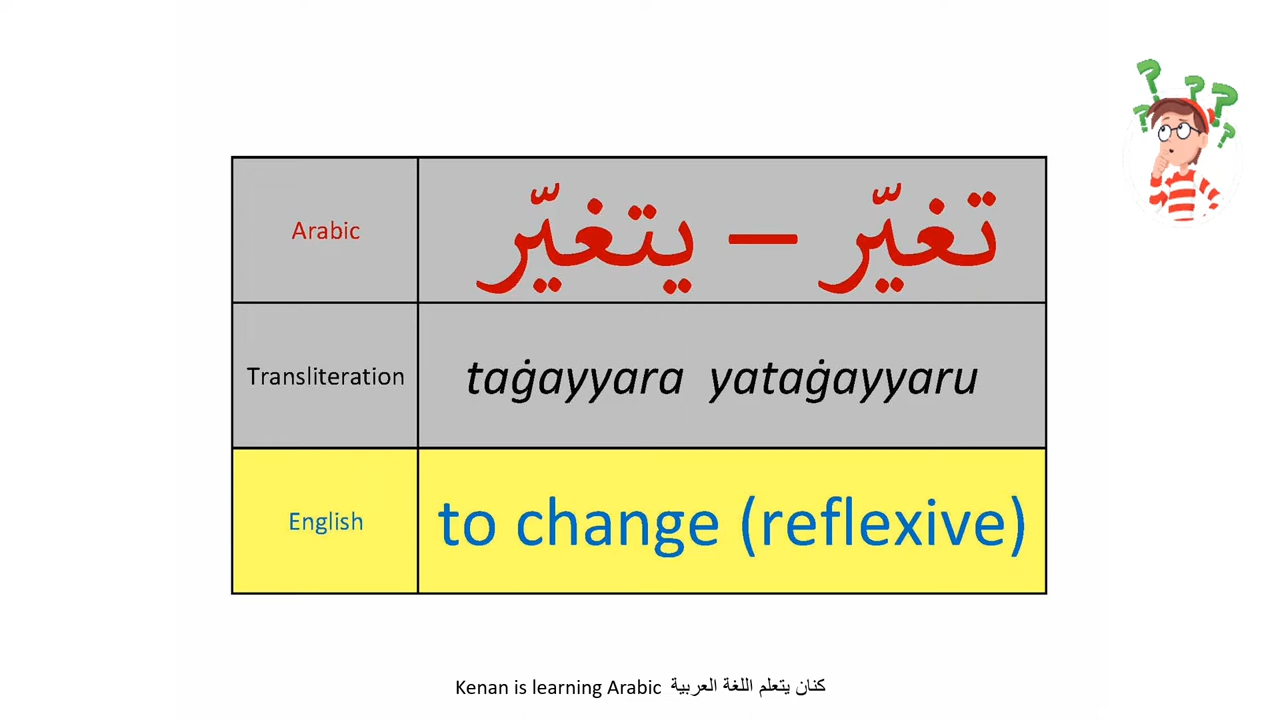 Arabic
تغيّر – يتغيّر
Transliteration
taġayyara yataġayyaru
English
to change (reflexive)
Kenan is learning Arabic كنان يتعلم اللغة العربية